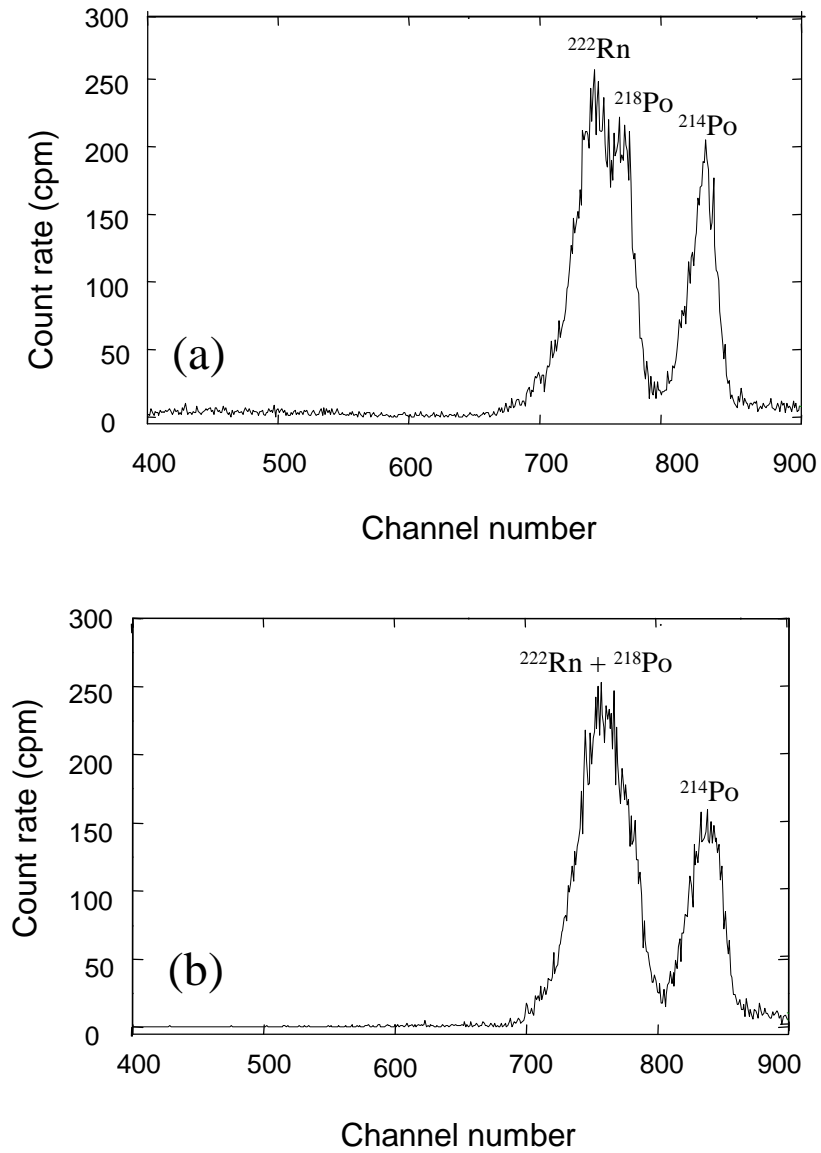 300
250
200
150
100
50
0
Count rate (cpm)
²²²Rn
²¹⁸Po
²¹⁴Po
(a)
400 500 600 700 800 900
Channel number
300
250
200
150
100
50
0
Count rate (cpm)
²²²Rn + ²¹⁸Po
²¹⁴Po
(b)
400 500 600 700 800 900
Channel number